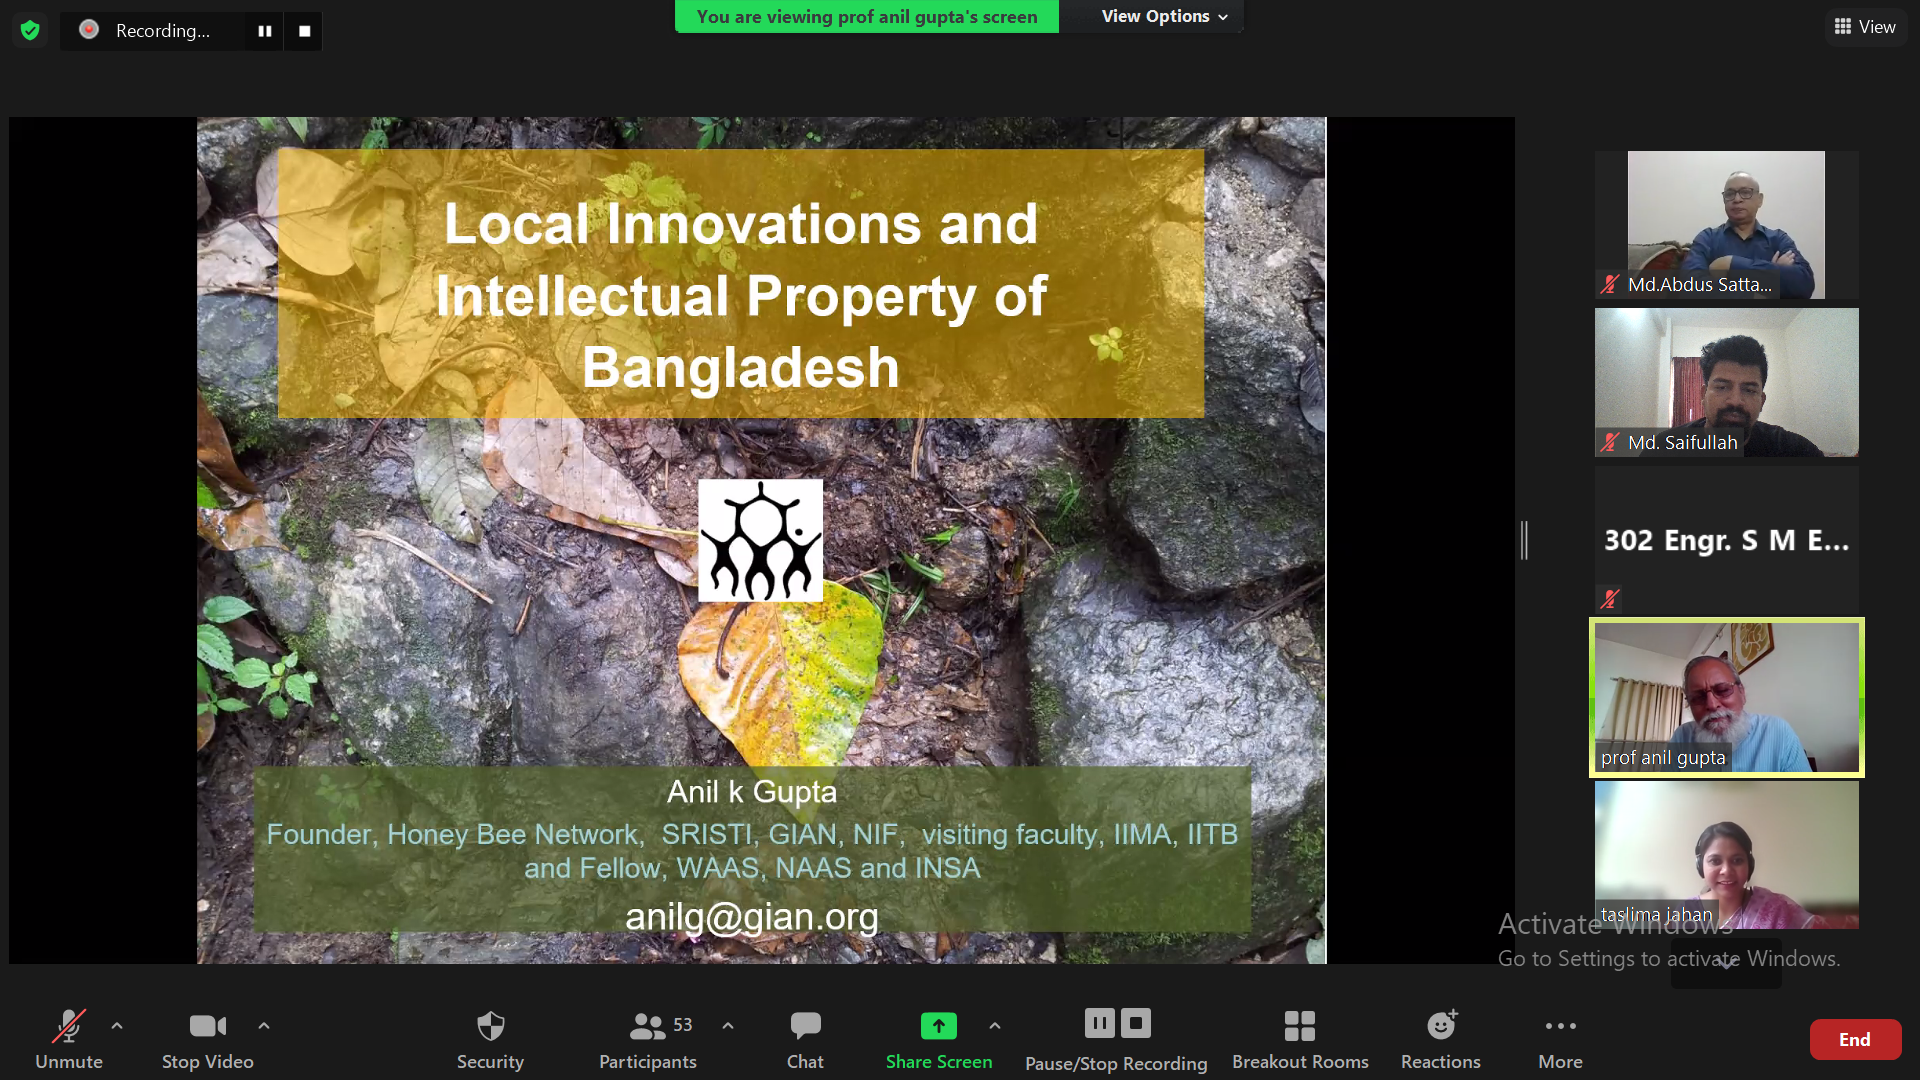 Recording...
You are viewing prof anil gupta's screen
View Options
View
Local Innovations and
Intellectual Property of
Bangladesh
Anil k Gupta
Founder, Honey Bee Network, SRISTI, GIAN, NIF, visiting faculty, IIMA, IITB
and Fellow, WAAS, NAAS and INSA
anilg@gian.org
Md.Abdus Satta...
Md. Saifullah
302 Engr. S M E...
prof anil gupta
taslima jahan
Activate Windows
Go to Settings to activate Windows.
Unmute
Stop Video
Security
53
Participants
Chat
Share Screen
Pause/Stop Recording
Breakout Rooms
Reactions
More
End